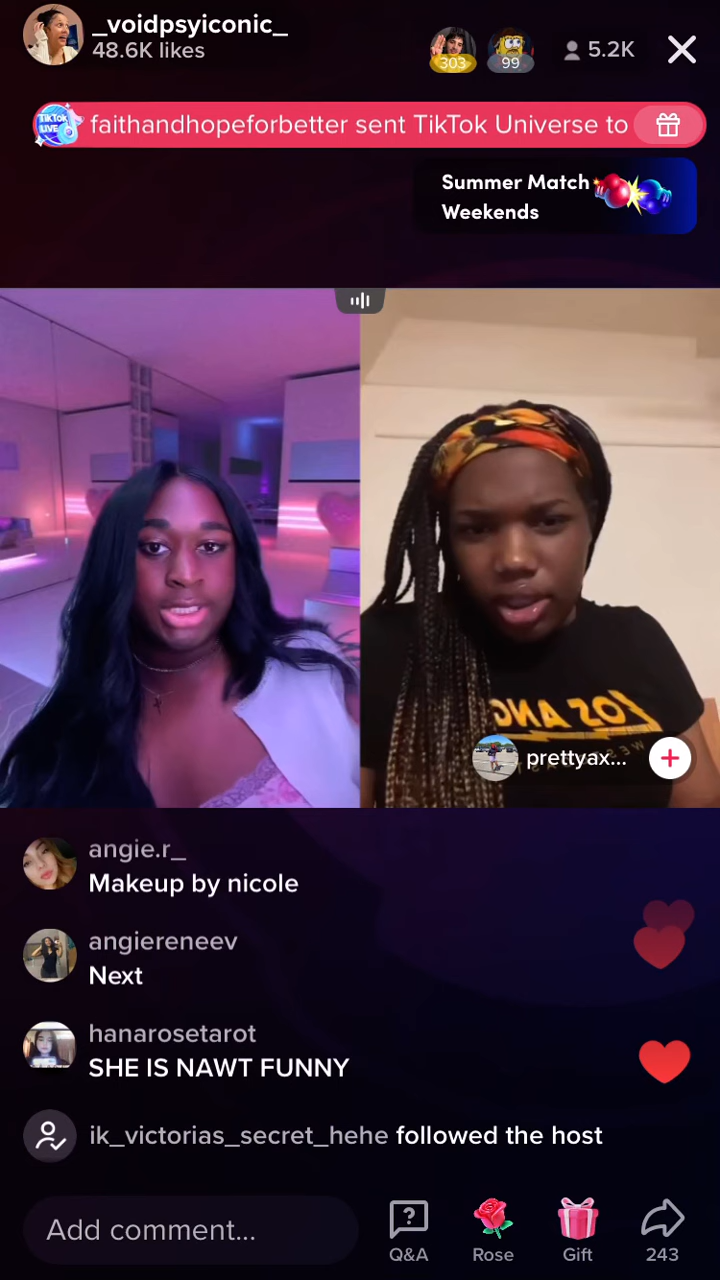 _voidpsyiconic_
48.6K likes
303
99
5.2K
TikTok
LIVE
faithandhopeforbetter sent TikTok Universe to
Summer Match
Weekends
prettyax...
angie.r_
Makeup by nicole
angiereneev
Next
hanarosetarot
SHE IS NAWT FUNNY
ik_victorias_secret_hehe followed the host
Add comment...
Q&A
Rose
Gift
243